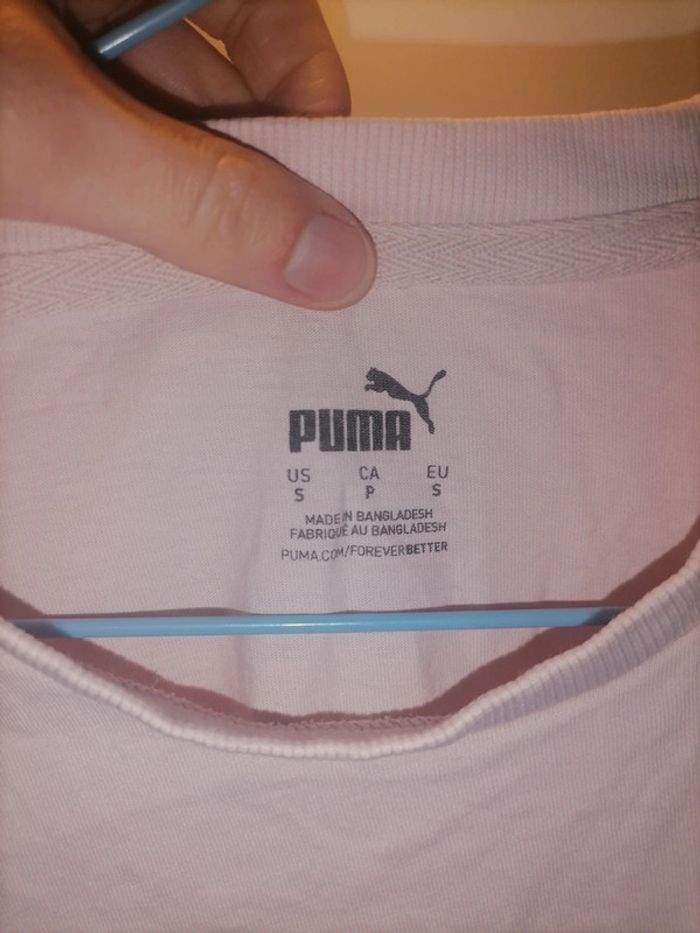 PUMA
US CA EU
S P S
MADE IN BANGLADESH
FABRIQUÉ AU BANGLADESH
PUMA.COM/FOREVERBETTER